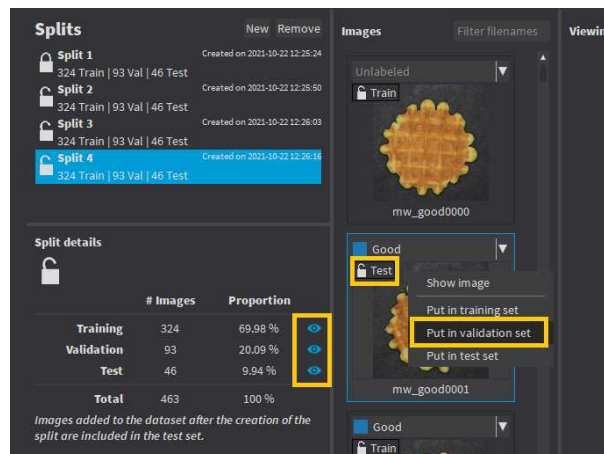 Splits
New Remove
Split 1
Created on 2021-10-22 12:25:24
324 Train | 93 Val | 46 Test
Split 2
Created on 2021-10-22 12:25:50
324 Train | 93 Val | 46 Test
Split 3
Created on 2021-10-22 12:26:03
324 Train | 93 Val | 46 Test
Split 4
Created on 2021-10-22 12:26:16
324 Train | 93 Val | 46 Test
Split details
# Images Proportion
Training 324 69.98 %
Validation 93 20.09 %
Test 46 9.94 %
Total 463 100 %
Images added to the dataset after the creation of the
split are included in the test set.
Images
Filter filenames
Unlabeled
Train
mw_good0000
Good
Test
Show image
Put in training set
Put in validation set
Put in test set
mw_good0001
Good
Train